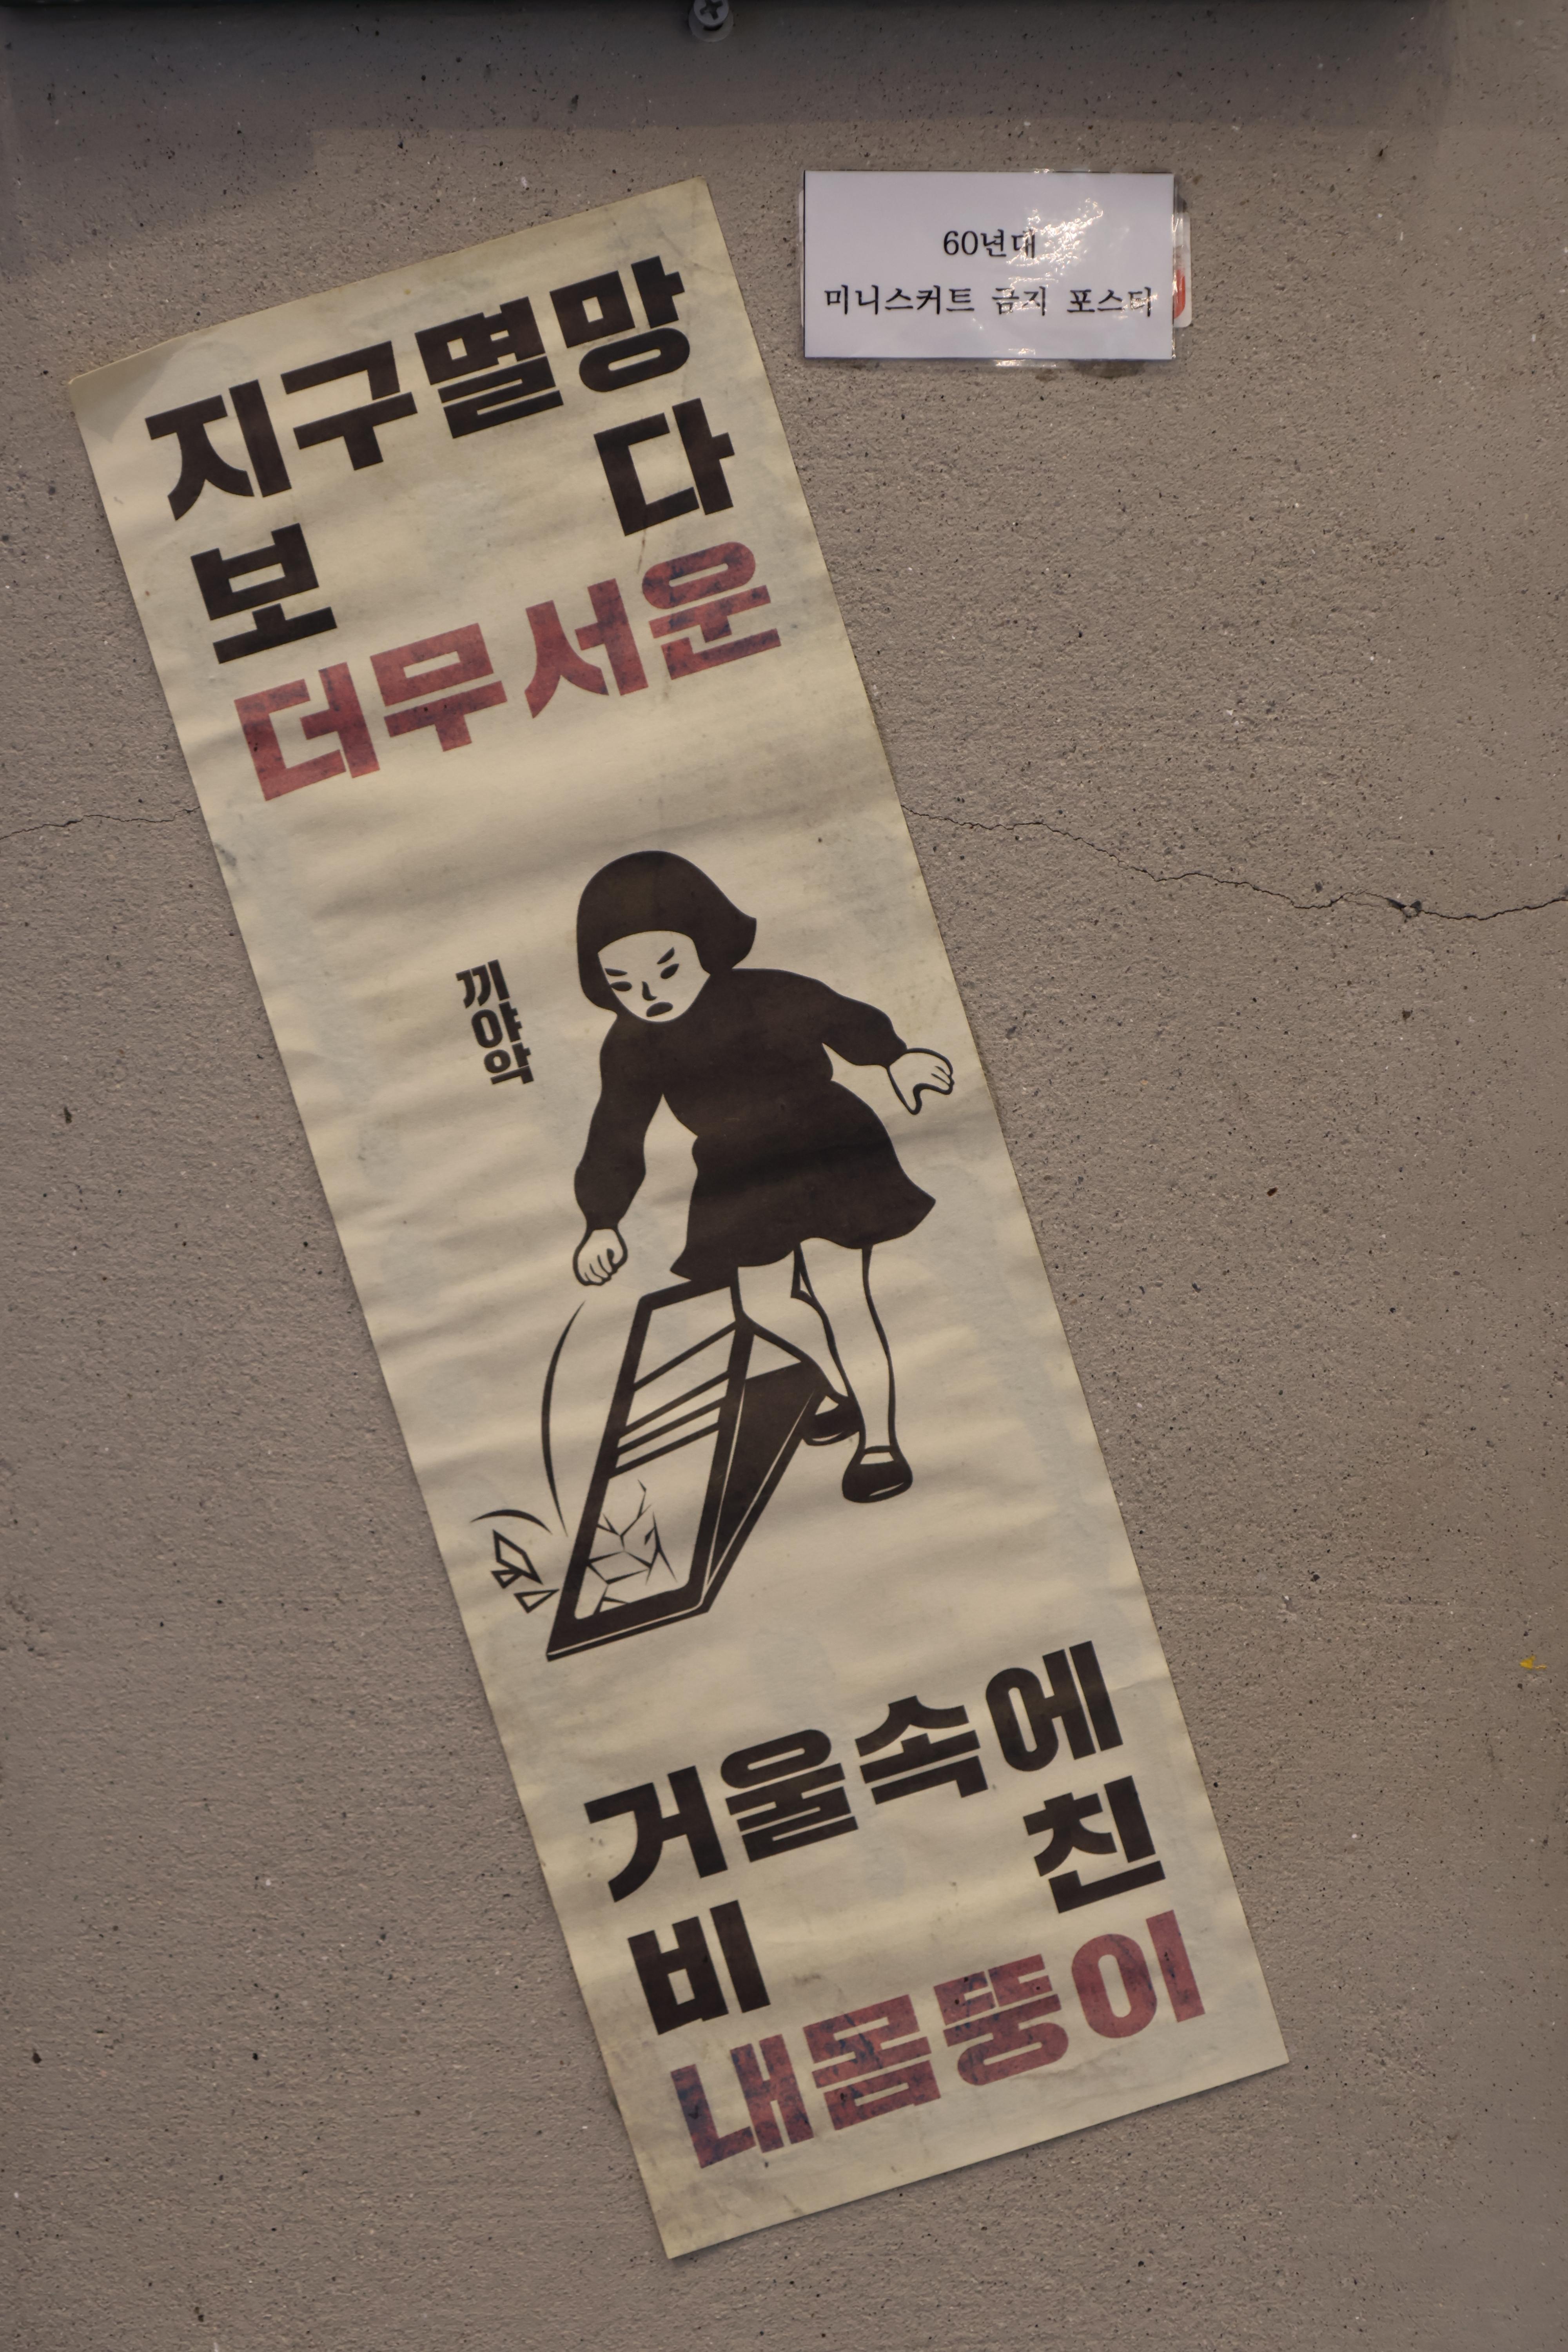 60년대
미니스커트 금지 포스터
지구멸망
보 다
더무서운
끼야악
거울속에
비 친
내몸뚱이